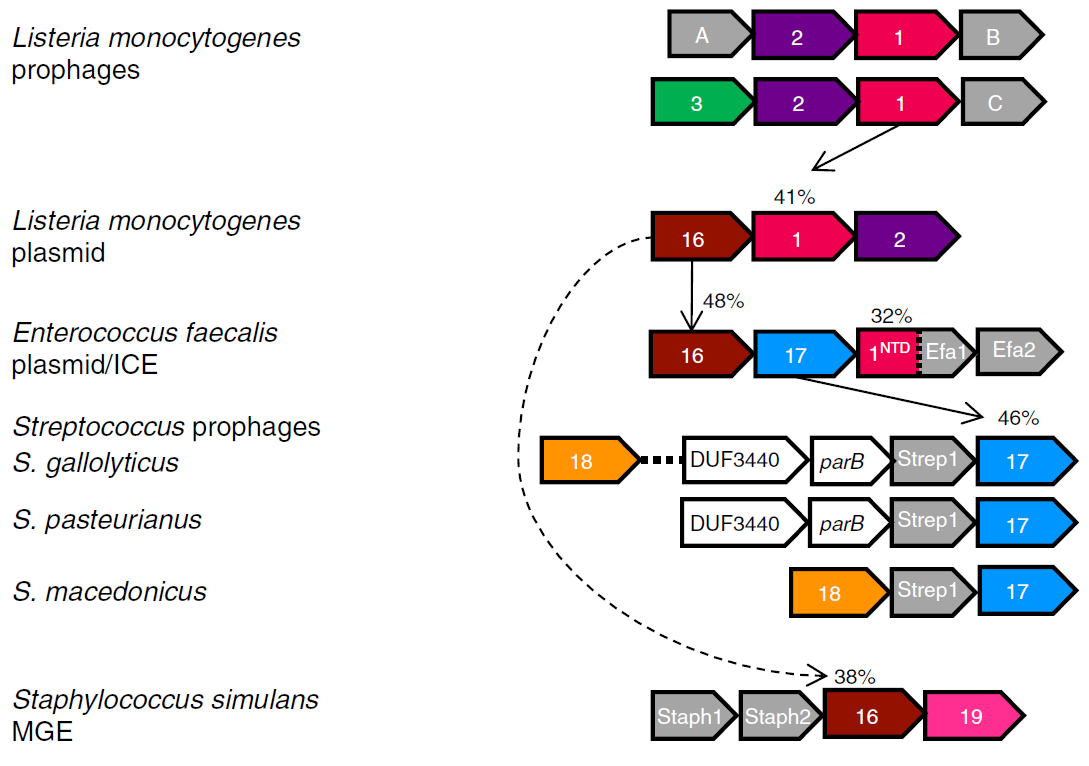 Listeria monocytogenes
prophages
A 2 1 B
3 2 1 C
41%
Listeria monocytogenes
plasmid
16 1 2
48%
32%
Enterococcus faecalis
plasmid/ICE
16 17 1NTD Efa1 Efa2
46%
Streptococcus prophages
S. gallolyticus
18 DUF3440 parB Strep1 17
S. pasteurianus
DUF3440 parB Strep1 17
S. macedonicus
18 Strep1 17
38%
Staphylococcus simulans
MGE
Staph1 Staph2 16 19